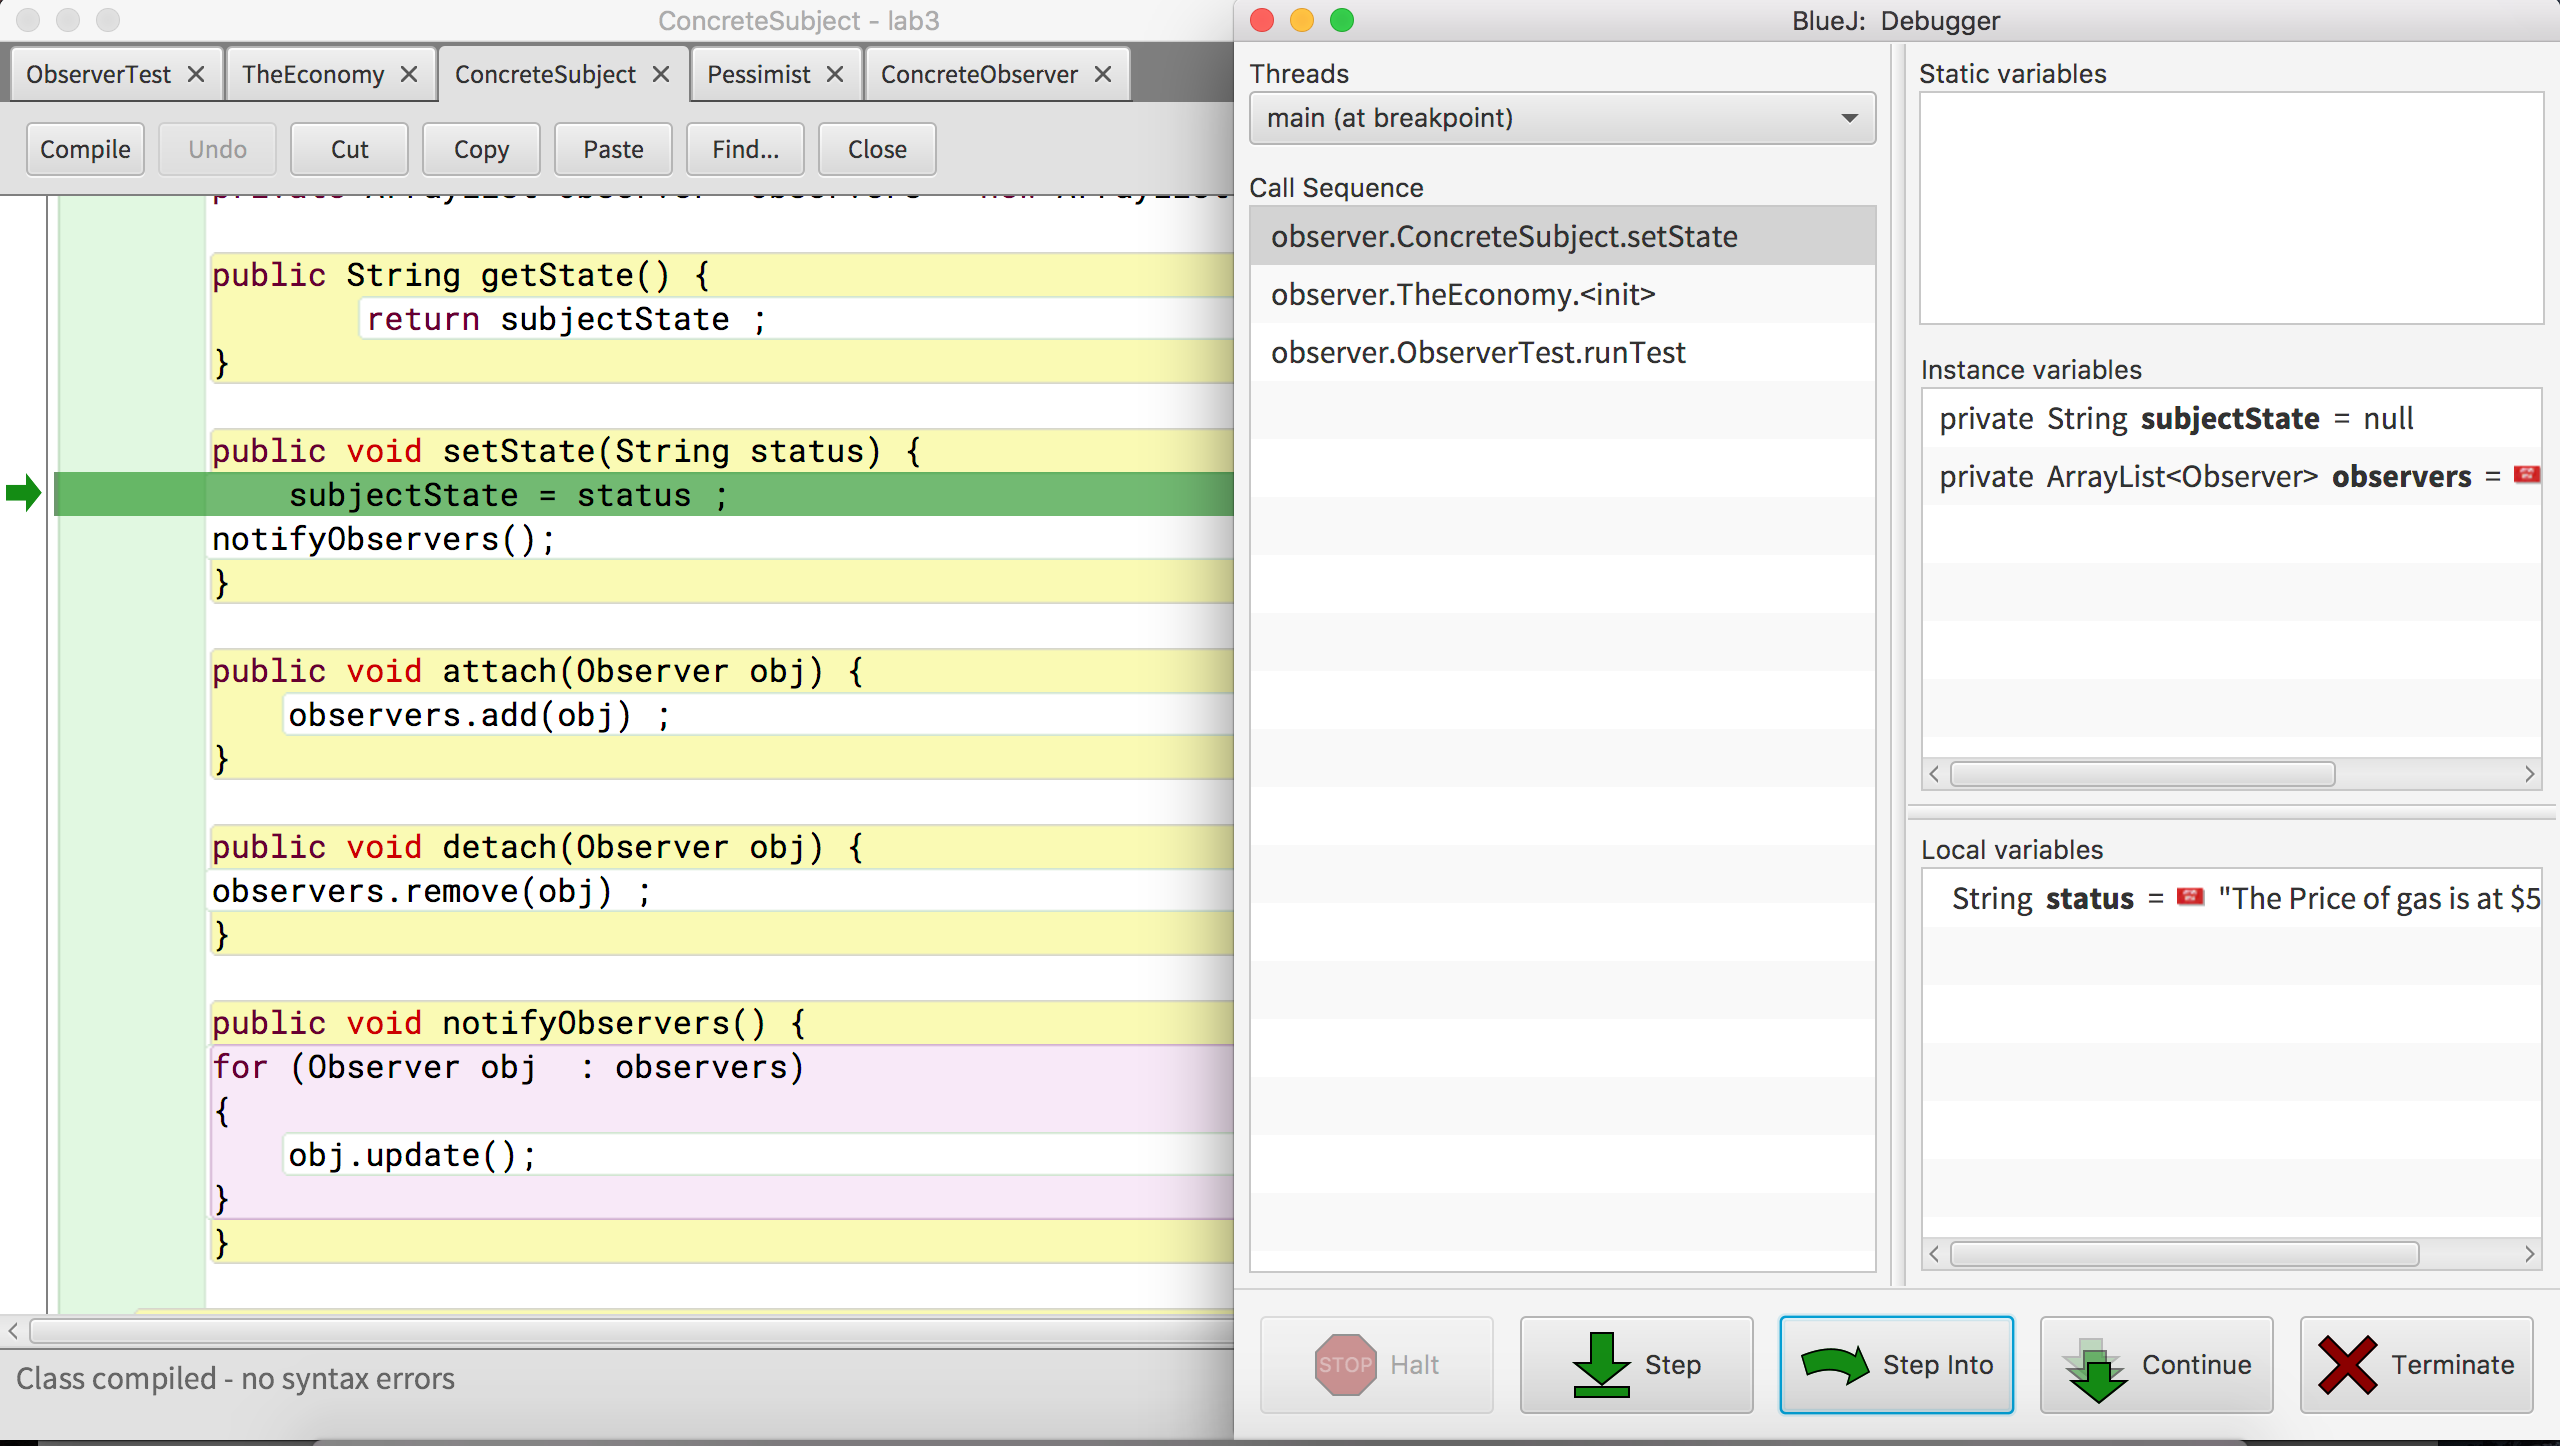 ConcreteSubject - lab3
ObserverTest
TheEconomy
ConcreteSubject
Pessimist
ConcreteObserver
Compile
Undo
Cut
Copy
Paste
Find...
Close
public String getState() {
return subjectState ;
}
public void setState(String status) {
subjectState = status ;
notifyObservers();
}
public void attach(Observer obj) {
observers.add(obj) ;
}
public void detach(Observer obj) {
observers.remove(obj) ;
}
public void notifyObservers() {
for (Observer obj  : observers)
{
obj.update();
}
}
Class compiled - no syntax errors
BlueJ:  Debugger
Threads
main (at breakpoint)
Call Sequence
observer.ConcreteSubject.setState
observer.TheEconomy.<init>
observer.ObserverTest.runTest
Static variables
Instance variables
private String subjectState = null
private ArrayList<Observer> observers =
Local variables
String status = "The Price of gas is at $5
STOP Halt
Step
Step Into
Continue
Terminate